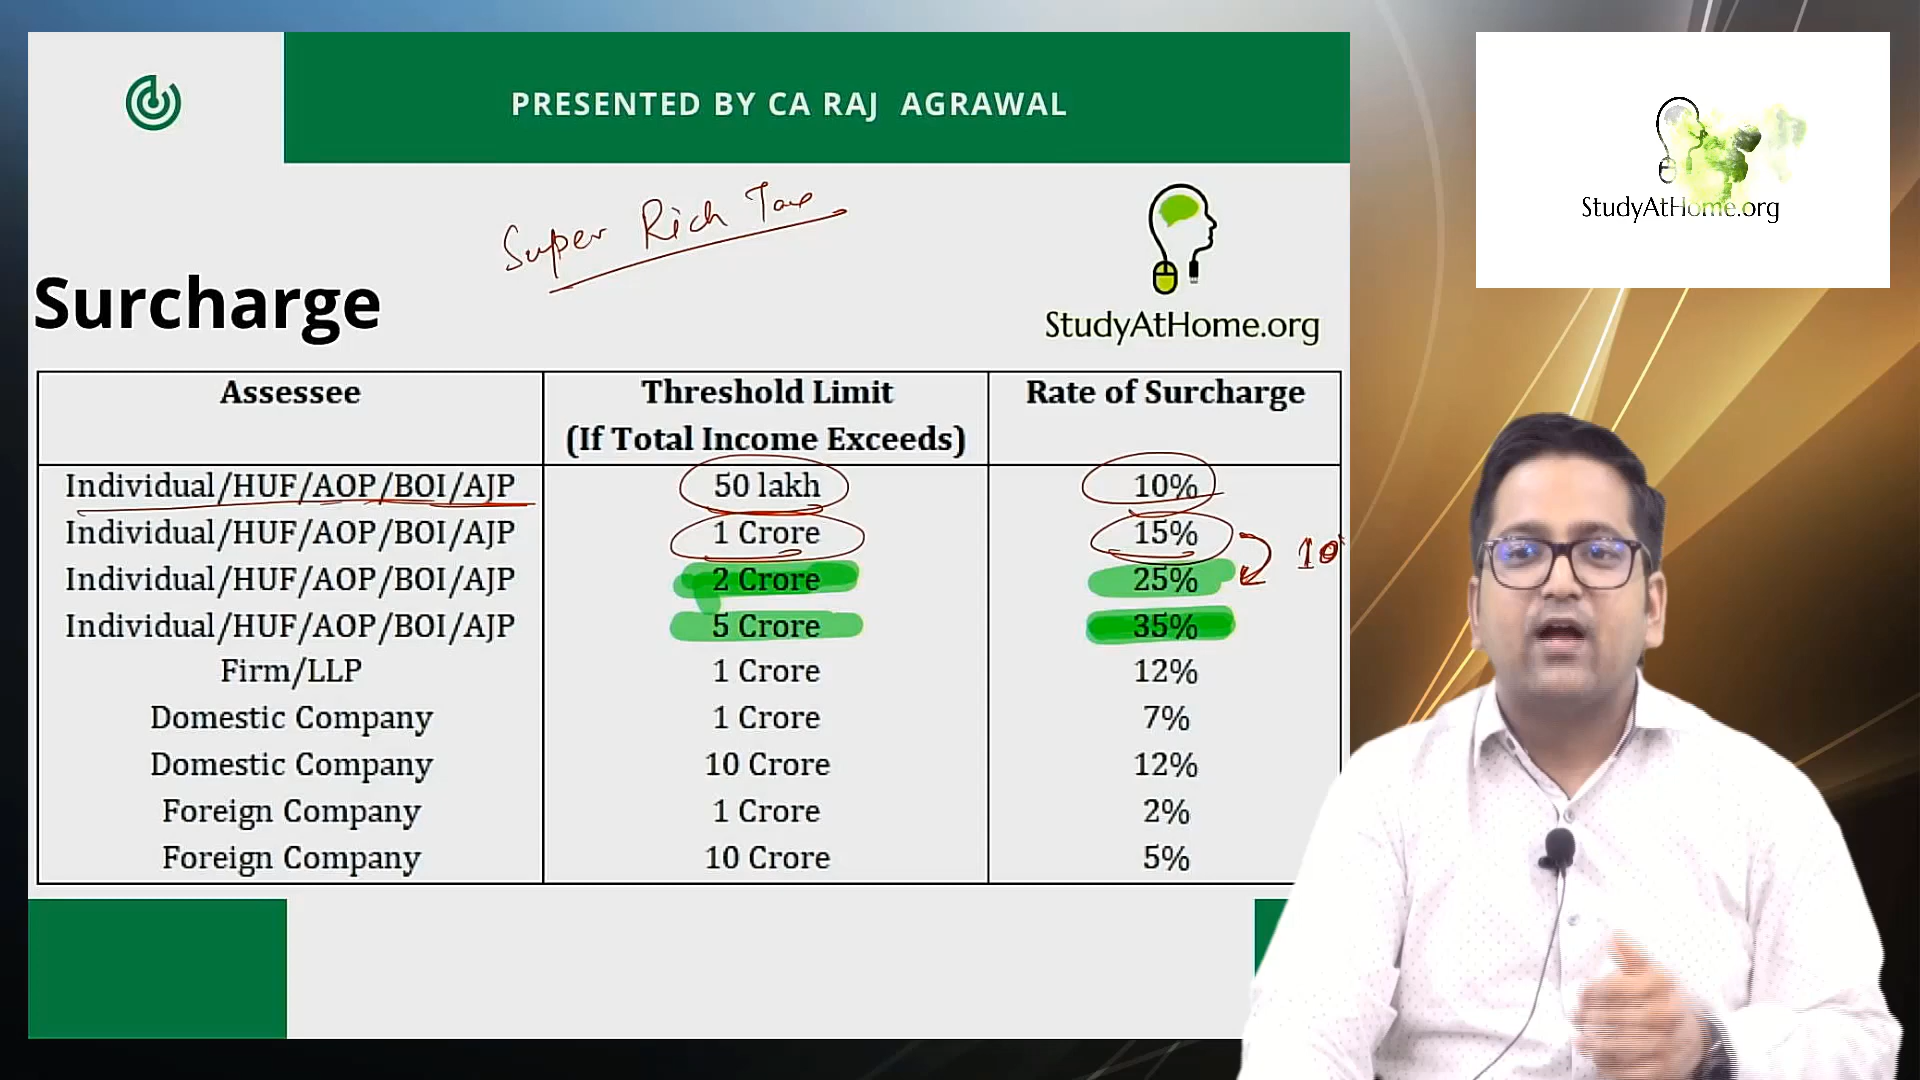 PRESENTED BY CA RAJ AGRAWAL
StudyAtHome.org
Super Rich Tax
Surcharge
StudyAtHome.org
Assessee Threshold Limit (If Total Income Exceeds) Rate of Surcharge
Individual/HUF/AOP/BOI/AJP 50 lakh 10%
Individual/HUF/AOP/BOI/AJP 1 Crore 15%
10
Individual/HUF/AOP/BOI/AJP 2 Crore 25%
Individual/HUF/AOP/BOI/AJP 5 Crore 35%
Firm/LLP 1 Crore 12%
Domestic Company 1 Crore 7%
Domestic Company 10 Crore 12%
Foreign Company 1 Crore 2%
Foreign Company 10 Crore 5%